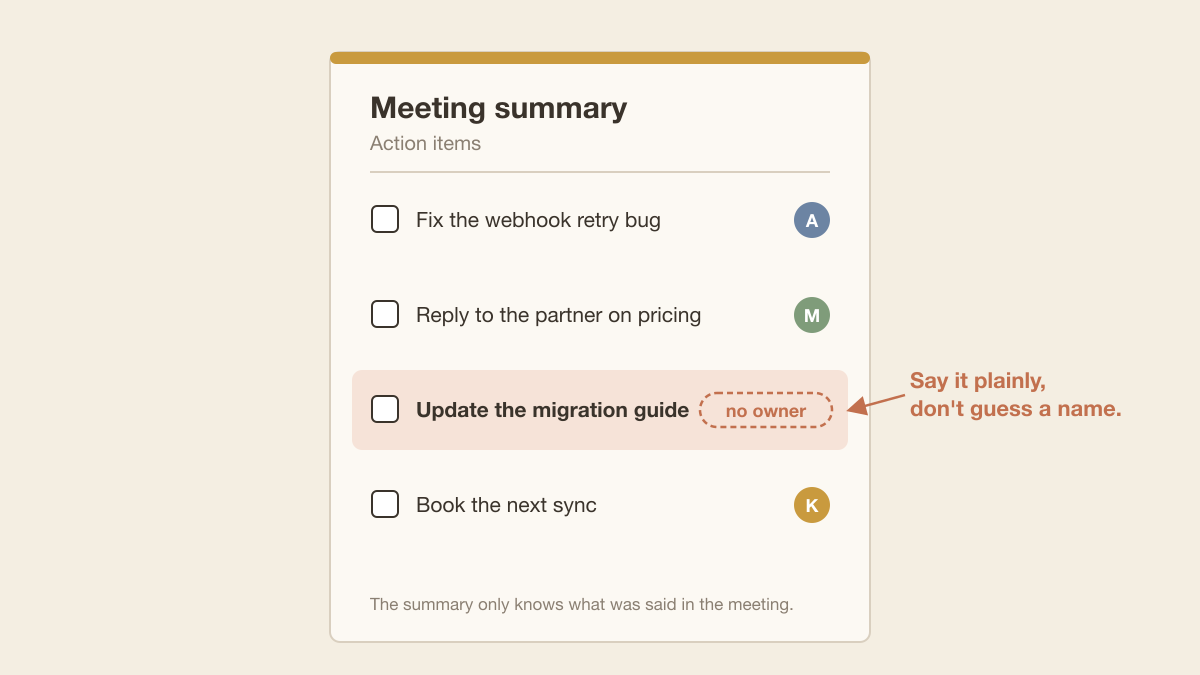 Meeting summary
Action items
Fix the webhook retry bug A
Reply to the partner on pricing M
Update the migration guide no owner
Say it plainly,
don't guess a name.
Book the next sync K
The summary only knows what was said in the meeting.